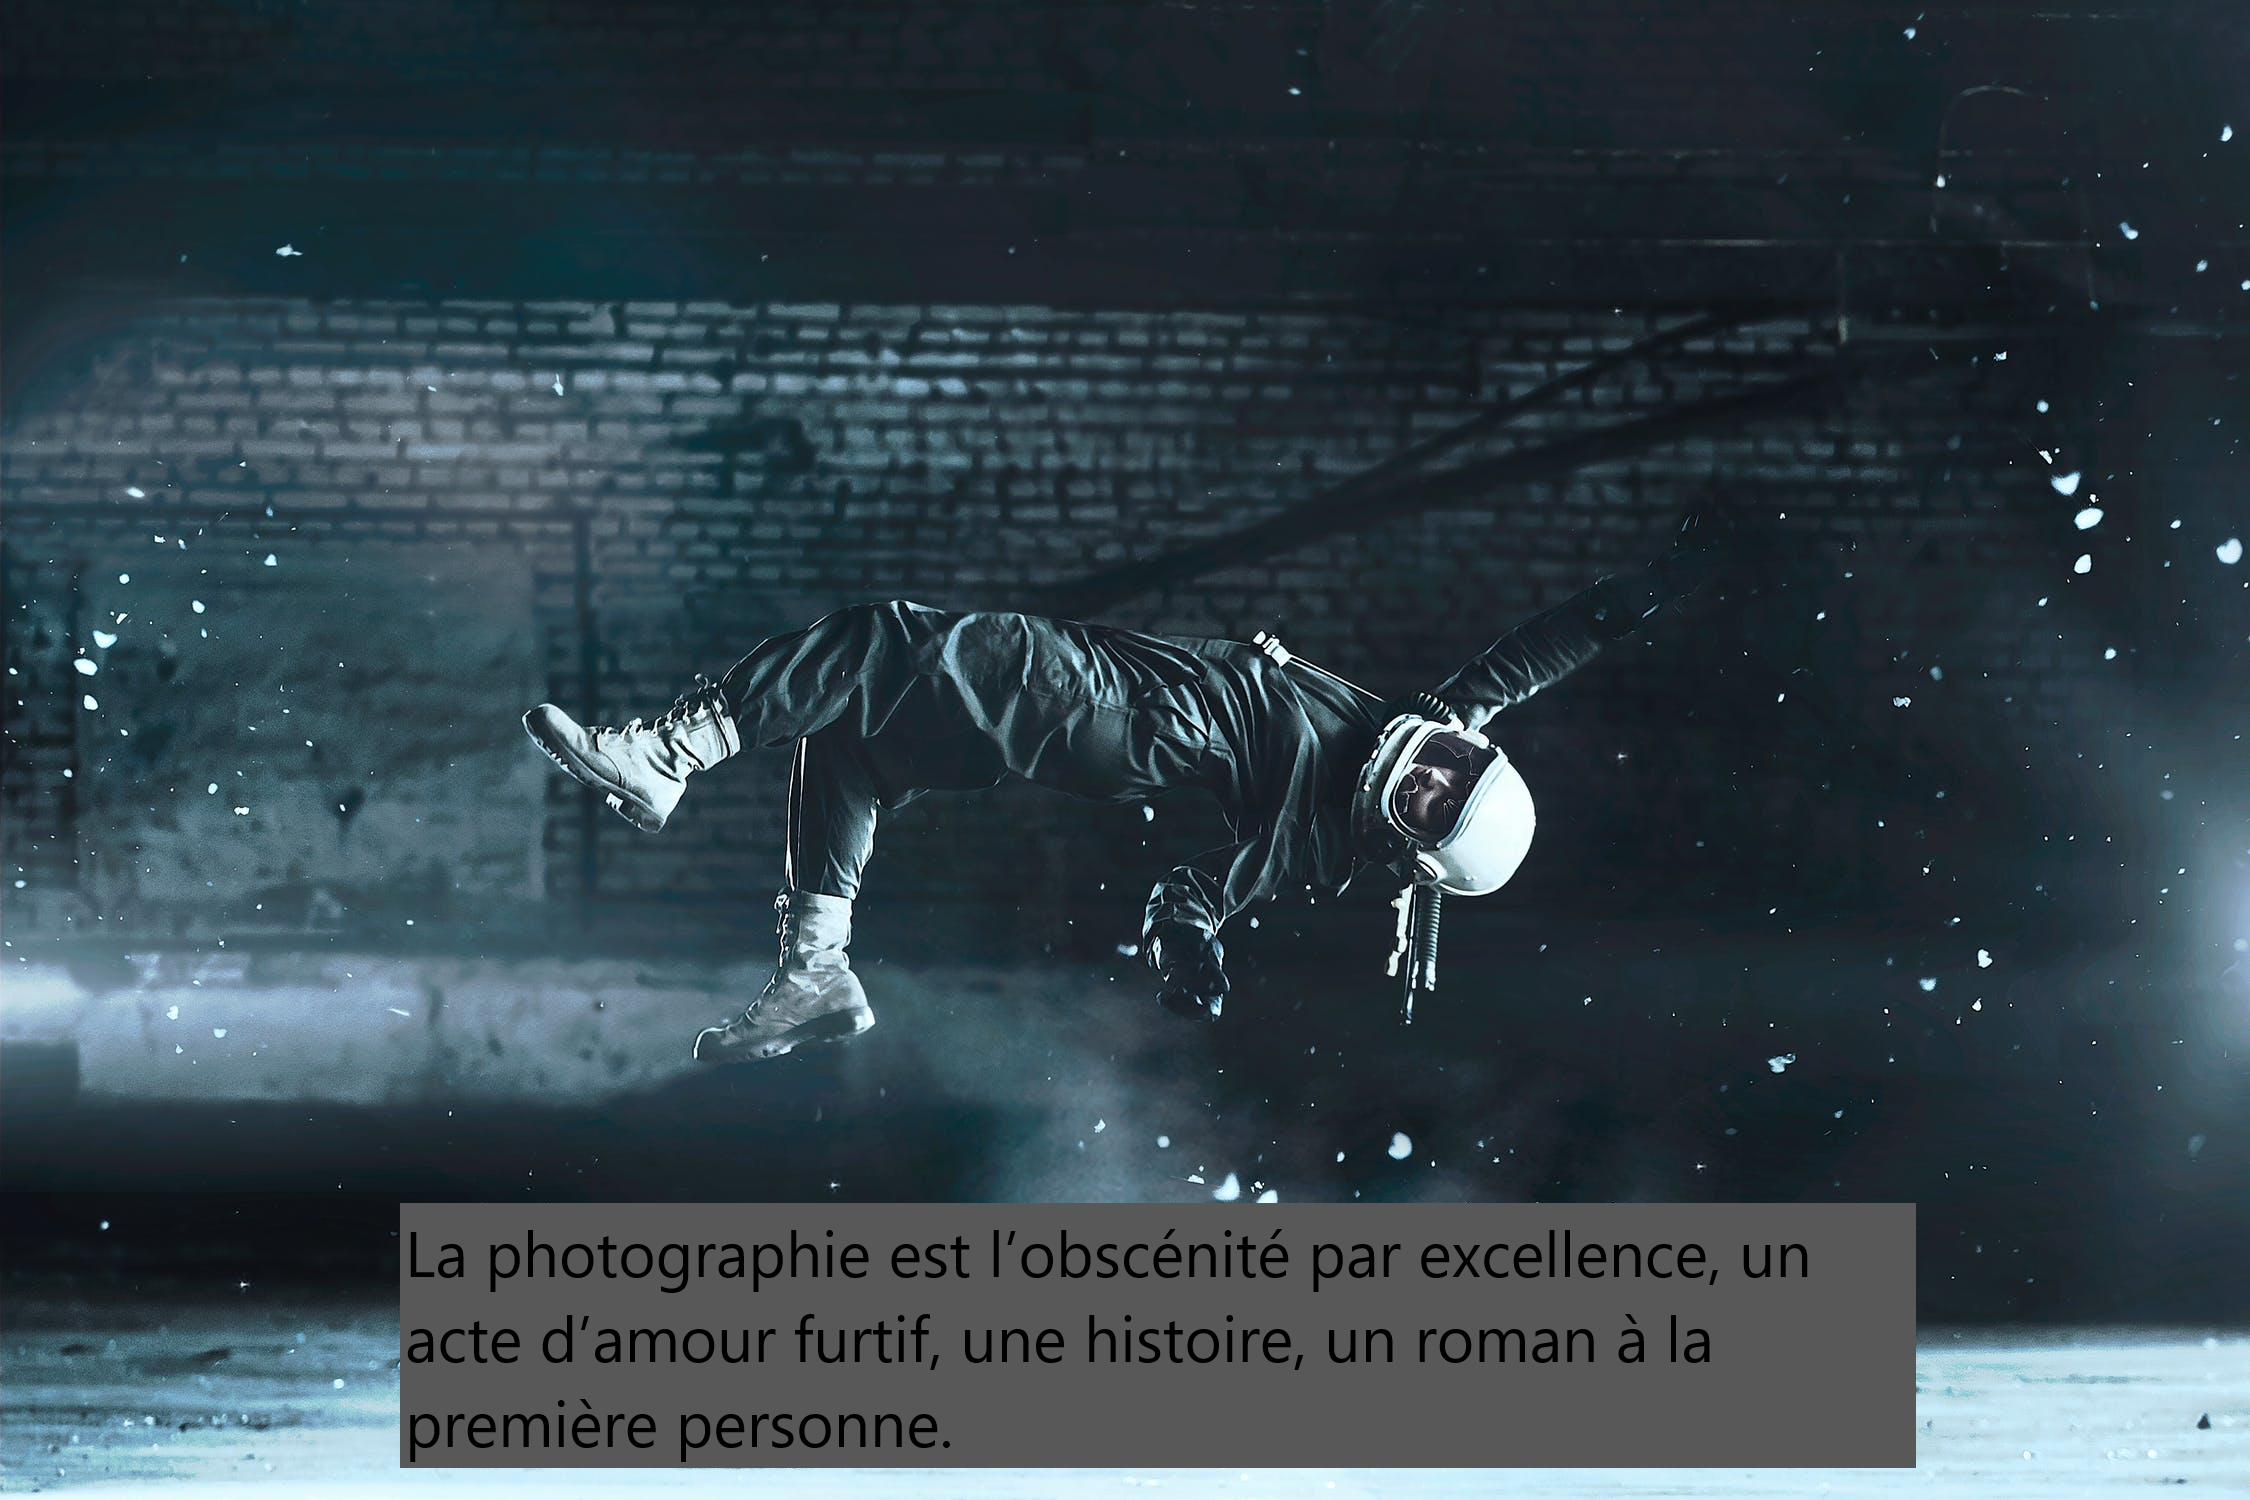 La photographie est l’obscénité par excellence, un
acte d’amour furtif, une histoire, un roman à la
première personne.